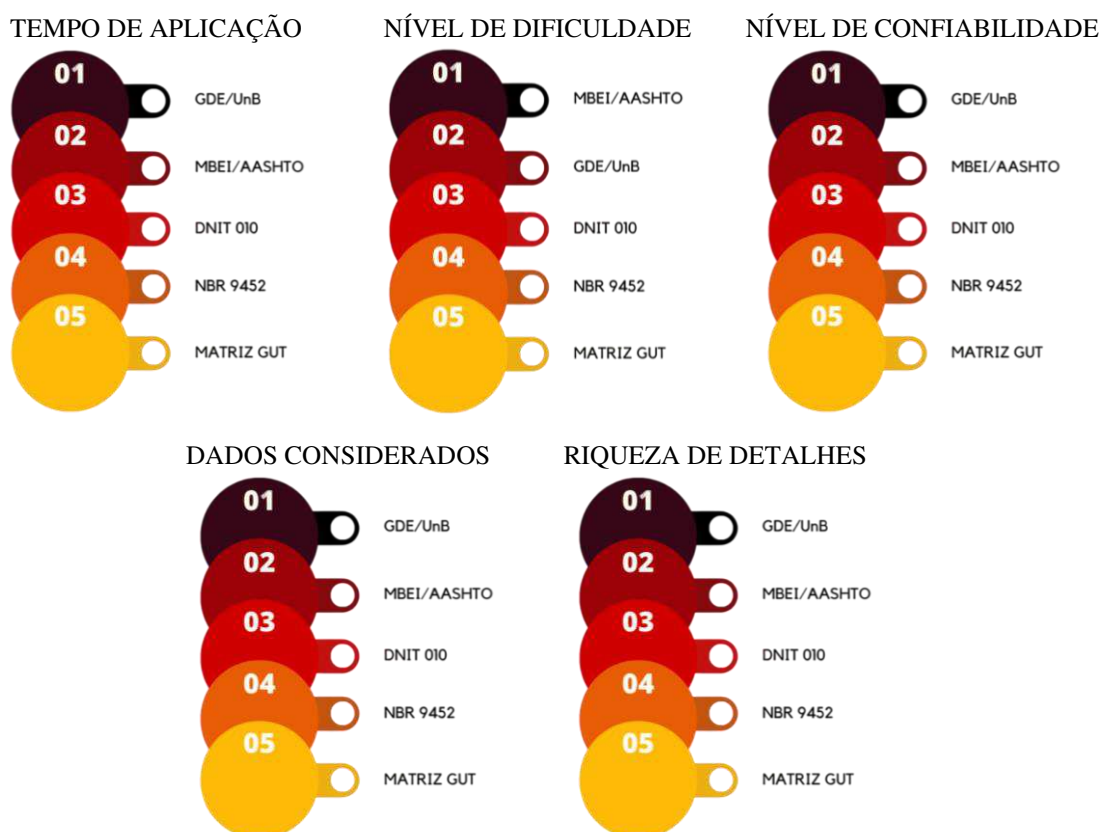 TEMPO DE APLICAÇÃO
01 GDE/UnB
02 MBEI/AASHTO
03 DNIT 010
04 NBR 9452
05 MATRIZ GUT
NÍVEL DE DIFICULDADE
01 MBEI/AASHTO
02 GDE/UnB
03 DNIT 010
04 NBR 9452
05 MATRIZ GUT
NÍVEL DE CONFIABILIDADE
01 GDE/UnB
02 MBEI/AASHTO
03 DNIT 010
04 NBR 9452
05 MATRIZ GUT
DADOS CONSIDERADOS
01 GDE/UnB
02 MBEI/AASHTO
03 DNIT 010
04 NBR 9452
05 MATRIZ GUT
RIQUEZA DE DETALHES
01 GDE/UnB
02 MBEI/AASHTO
03 DNIT 010
04 NBR 9452
05 MATRIZ GUT